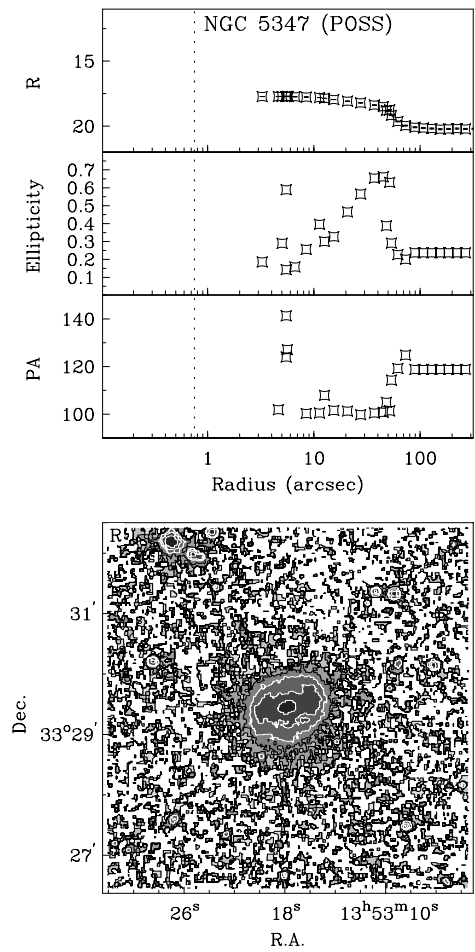 NGC 5347 (POSS)
15
R
20
0.7
0.6
0.5
0.4
0.3
0.2
0.1
Ellipticity
140
120
100
PA
1 10 100
Radius (arcsec)
R
31′
33°29′
27′
Dec.
26ˢ 18ˢ 13ʰ53ᵐ10ˢ
R.A.